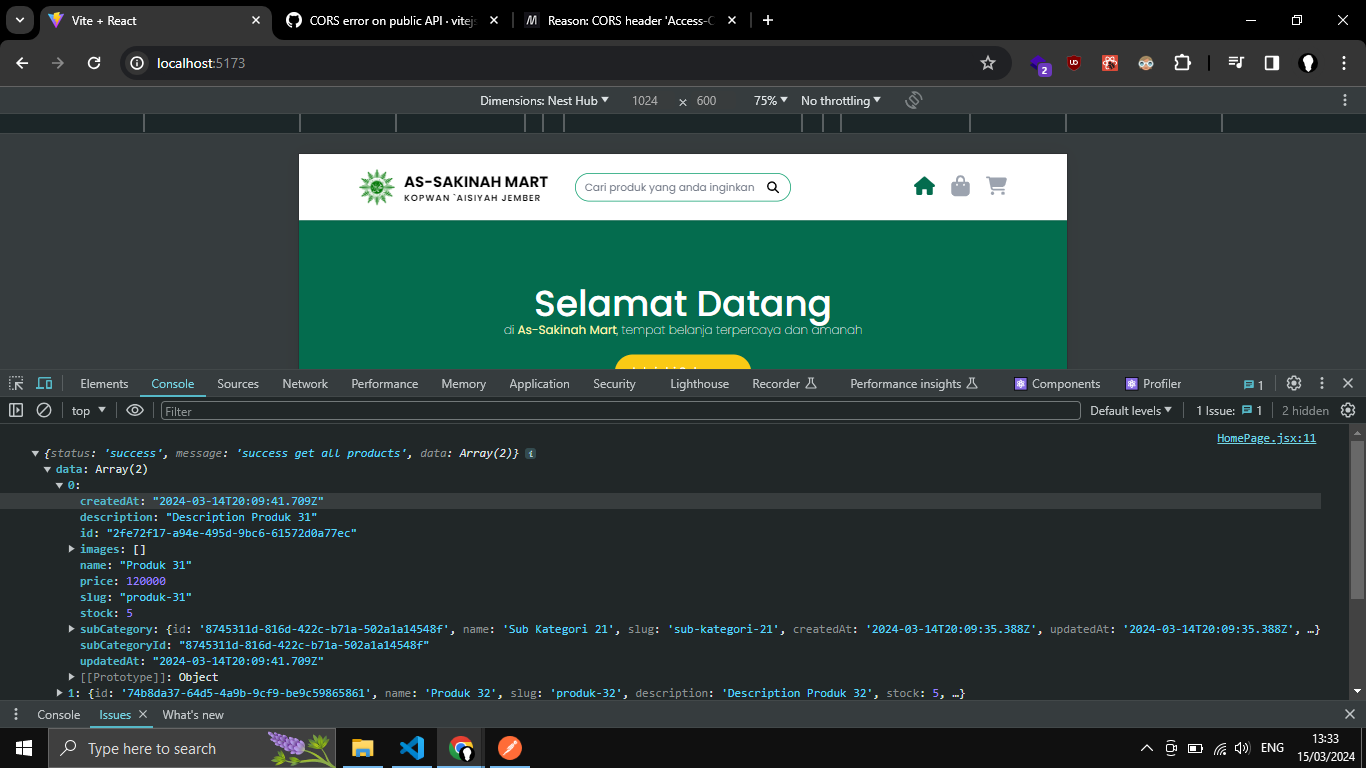 Vite + React
CORS error on public API · vitejs
Reason: CORS header 'Access-C
localhost:5173
2
Dimensions: Nest Hub 1024 × 600 75% No throttling
AS-SAKINAH MART
KOPWAN `AISIYAH JEMBER
Cari produk yang anda inginkan
Selamat Datang
di As-Sakinah Mart, tempat belanja terpercaya dan amanah
Elements Console Sources Network Performance Memory Application Security Lighthouse Recorder Performance insights Components Profiler 1
top Filter Default levels 1 Issue: 1 2 hidden
HomePage.jsx:11
{status: 'success', message: 'success get all products', data: Array(2)} i
data: Array(2)
0:
createdAt: "2024-03-14T20:09:41.709Z"
description: "Description Produk 31"
id: "2fe72f17-a94e-495d-9bc6-61572d0a77ec"
images: []
name: "Produk 31"
price: 120000
slug: "produk-31"
stock: 5
subCategory: {id: '8745311d-816d-422c-b71a-502a1a14548f', name: 'Sub Kategori 21', slug: 'sub-kategori-21', createdAt: '2024-03-14T20:09:35.388Z', updatedAt: '2024-03-14T20:09:35.388Z', …}
subCategoryId: "8745311d-816d-422c-b71a-502a1a14548f"
updatedAt: "2024-03-14T20:09:41.709Z"
[[Prototype]]: Object
1: {id: '74b8da37-64d5-4a9b-9cf9-be9c59865861', name: 'Produk 32', slug: 'produk-32', description: 'Description Produk 32', stock: 5, …}
Console Issues What's new
Type here to search
ENG
13:33
15/03/2024